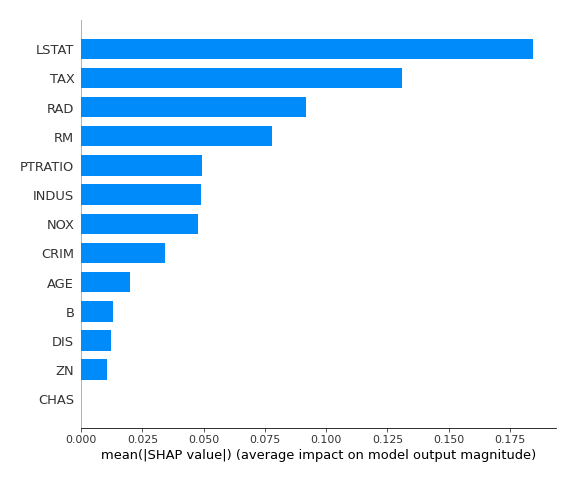 LSTAT
TAX
RAD
RM
PTRATIO
INDUS
NOX
CRIM
AGE
B
DIS
ZN
CHAS
0.000 0.025 0.050 0.075 0.100 0.125 0.150 0.175
mean(|SHAP value|) (average impact on model output magnitude)